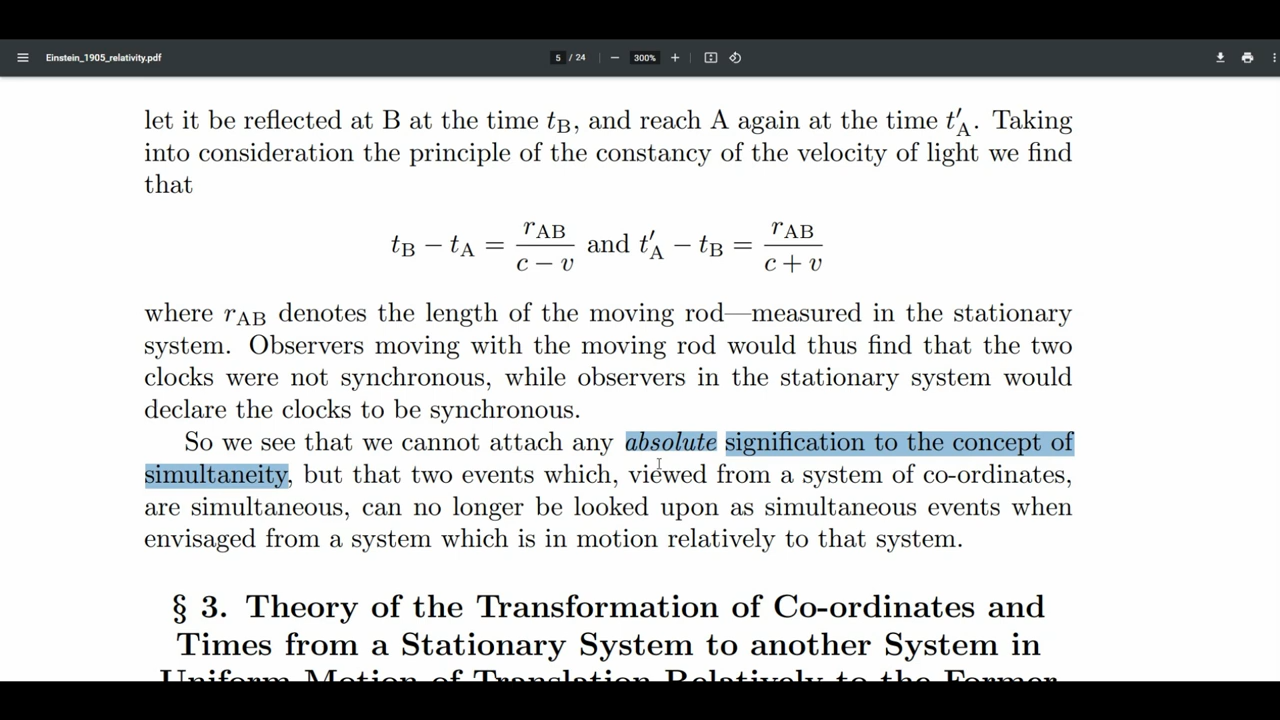 Einstein_1905_relativity.pdf 5 / 24 − 300% +
let it be reflected at B at the time t_B, and reach A again at the time t′_A. Taking
into consideration the principle of the constancy of the velocity of light we find
that
t_B − t_A = r_AB / (c − v) and t′_A − t_B = r_AB / (c + v)
where r_AB denotes the length of the moving rod—measured in the stationary
system. Observers moving with the moving rod would thus find that the two
clocks were not synchronous, while observers in the stationary system would
declare the clocks to be synchronous.
So we see that we cannot attach any absolute signification to the concept of
simultaneity, but that two events which, viewed from a system of co-ordinates,
are simultaneous, can no longer be looked upon as simultaneous events when
envisaged from a system which is in motion relatively to that system.
§ 3. Theory of the Transformation of Co-ordinates and
Times from a Stationary System to another System in
Uniform Motion of Translation Relatively to the Former